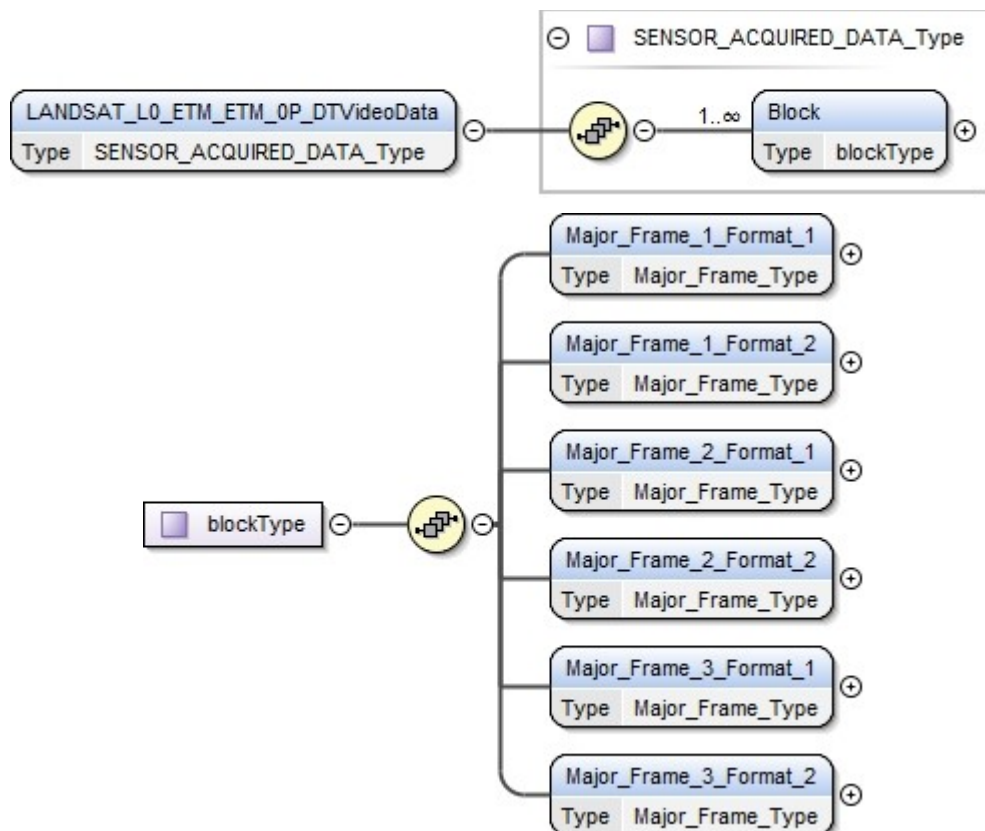 SENSOR_ACQUIRED_DATA_Type
LANDSAT_L0_ETM_ETM_0P_DTVideoData
Type SENSOR_ACQUIRED_DATA_Type
1..∞
Block
Type blockType
Major_Frame_1_Format_1
Type Major_Frame_Type
Major_Frame_1_Format_2
Type Major_Frame_Type
Major_Frame_2_Format_1
Type Major_Frame_Type
blockType
Major_Frame_2_Format_2
Type Major_Frame_Type
Major_Frame_3_Format_1
Type Major_Frame_Type
Major_Frame_3_Format_2
Type Major_Frame_Type